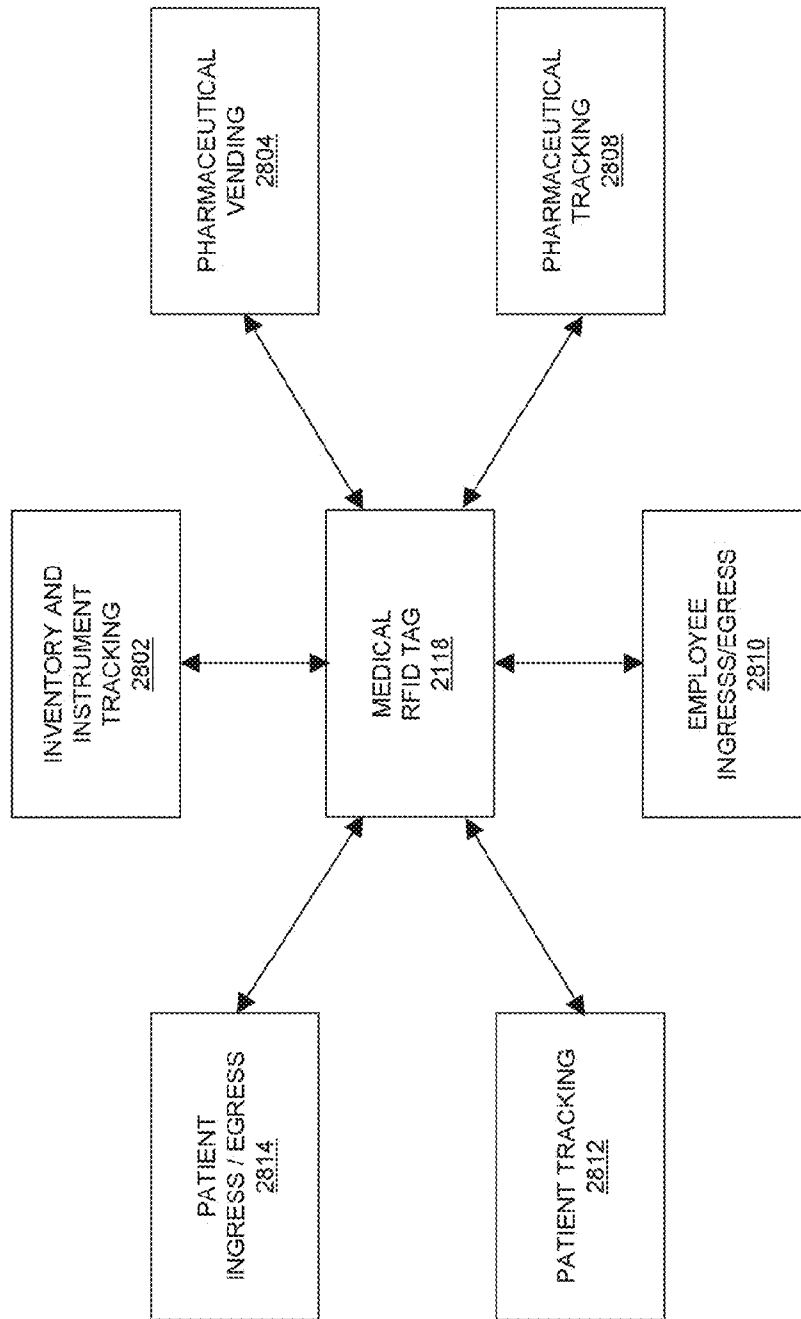 INVENTORY AND
INSTRUMENT
TRACKING
2802
PHARMACEUTICAL
VENDING
2804
PHARMACEUTICAL
TRACKING
2808
EMPLOYEE
INGRESSS/EGRESS
2810
PATIENT TRACKING
2812
PATIENT
INGRESS / EGRESS
2814
MEDICAL
RFID TAG
2118